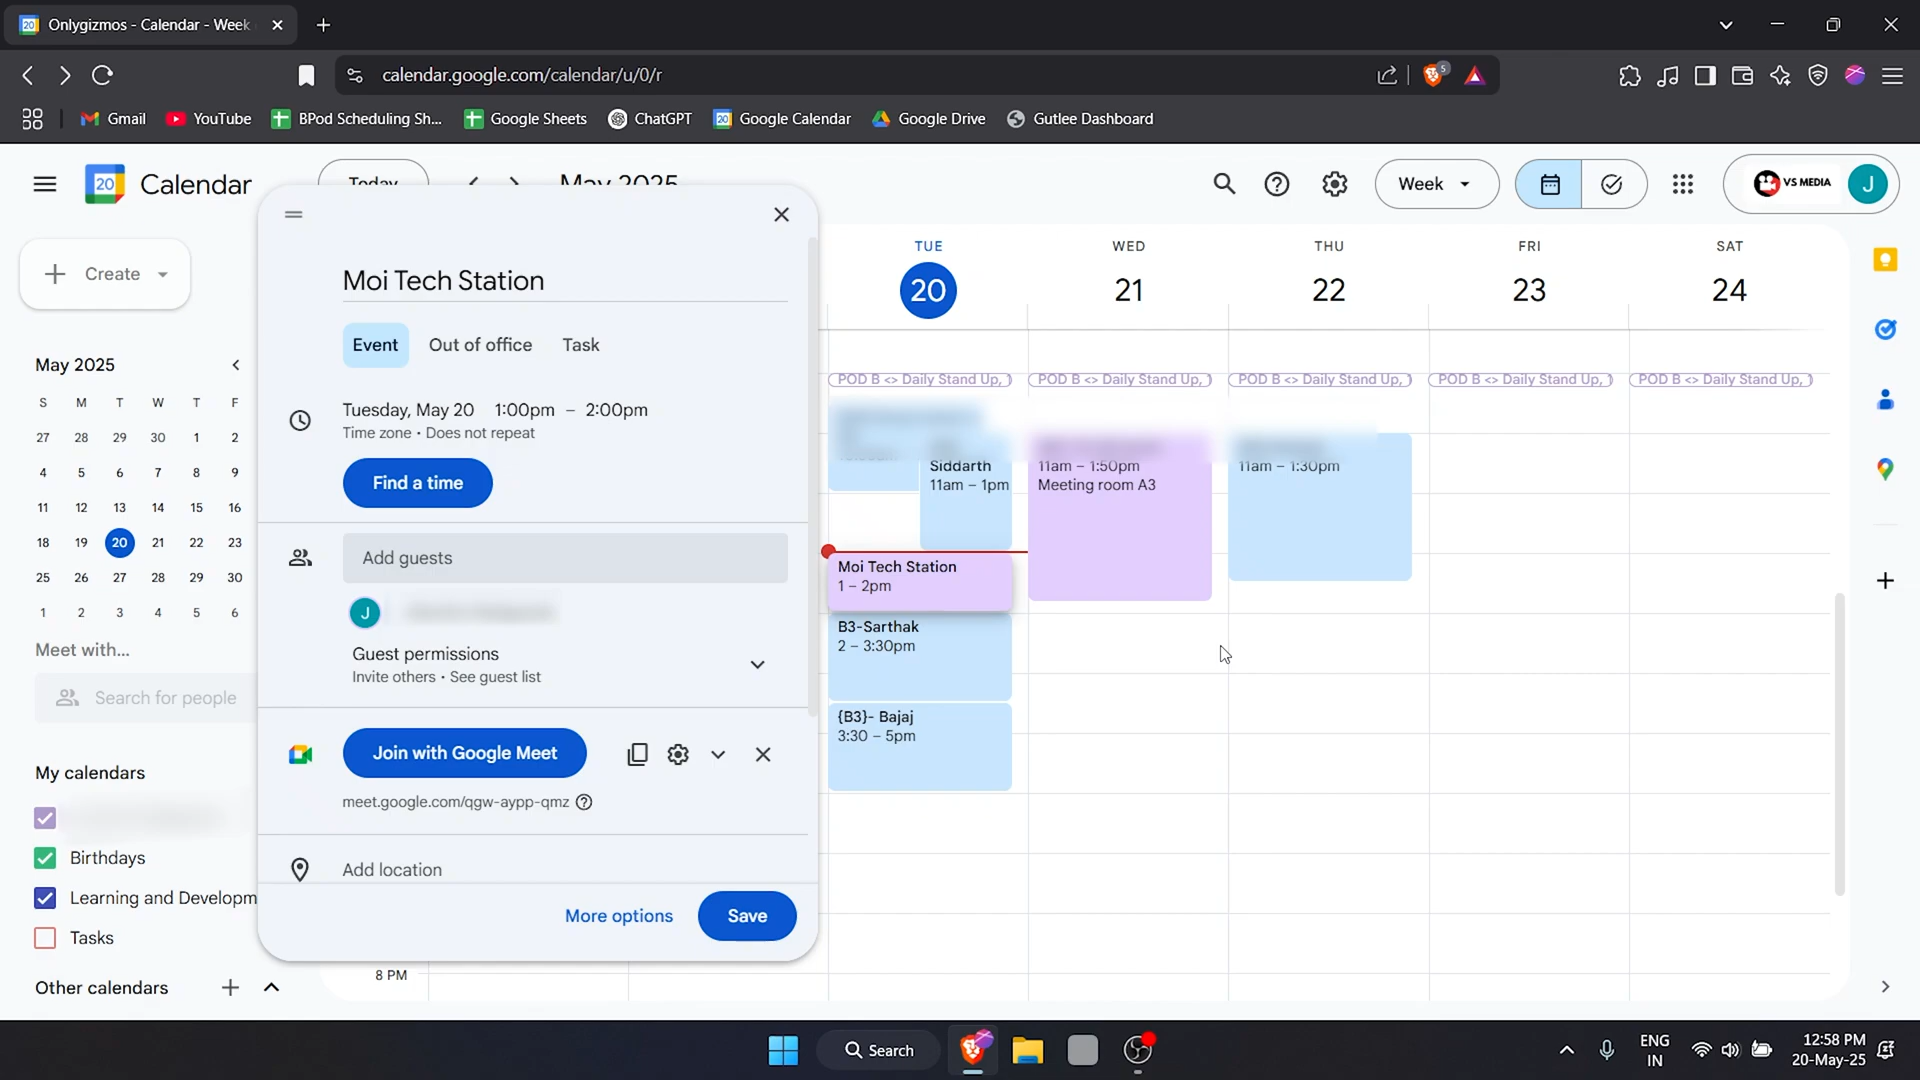 Onlygizmos - Calendar - Week
calendar.google.com/calendar/u/0/r
5
Gmail
YouTube
BPod Scheduling Sh...
Google Sheets
ChatGPT
Google Calendar
Google Drive
Gutlee Dashboard
20
Calendar
Today
May 2025
Week
VS MEDIA
J
Create
May 2025
S M T W T F
27 28 29 30 1 2
4 5 6 7 8 9
11 12 13 14 15 16
18 19 20 21 22 23
25 26 27 28 29 30
1 2 3 4 5 6
Meet with...
Search for people
My calendars
Birthdays
Learning and Developm
Tasks
Other calendars
Moi Tech Station
Event
Out of office
Task
Tuesday, May 20 1:00pm – 2:00pm
Time zone • Does not repeat
Find a time
Add guests
J
Guest permissions
Invite others • See guest list
Join with Google Meet
meet.google.com/qgw-aypp-qmz
Add location
More options
Save
TUE WED THU FRI SAT
20 21 22 23 24
POD B <> Daily Stand Up,
POD B <> Daily Stand Up,
POD B <> Daily Stand Up,
POD B <> Daily Stand Up,
POD B <> Daily Stand Up,
Siddarth
11am – 1pm
11am – 1:50pm
Meeting room A3
11am – 1:30pm
Moi Tech Station
1 – 2pm
B3-Sarthak
2 – 3:30pm
{B3}- Bajaj
3:30 – 5pm
8 PM
Search
ENG
IN
12:58 PM
20-May-25